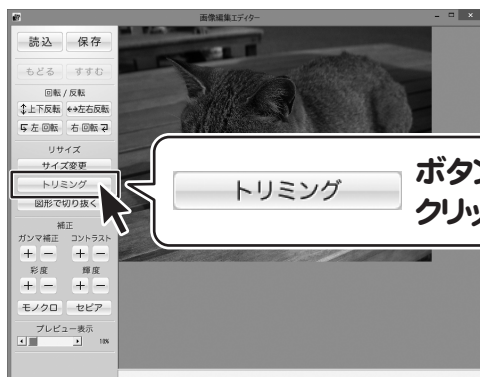 画像編集エディター
読込 保存
もどる すすむ
回転 / 反転
上下反転 左右反転
左回転 右回転
リサイズ
サイズ変更
トリミング
図形で切り抜く
補正
ガンマ補正 コントラスト
+ − + −
彩度 輝度
+ − + −
モノクロ セピア
プレビュー表示
10%
トリミング
ボタン
クリッ